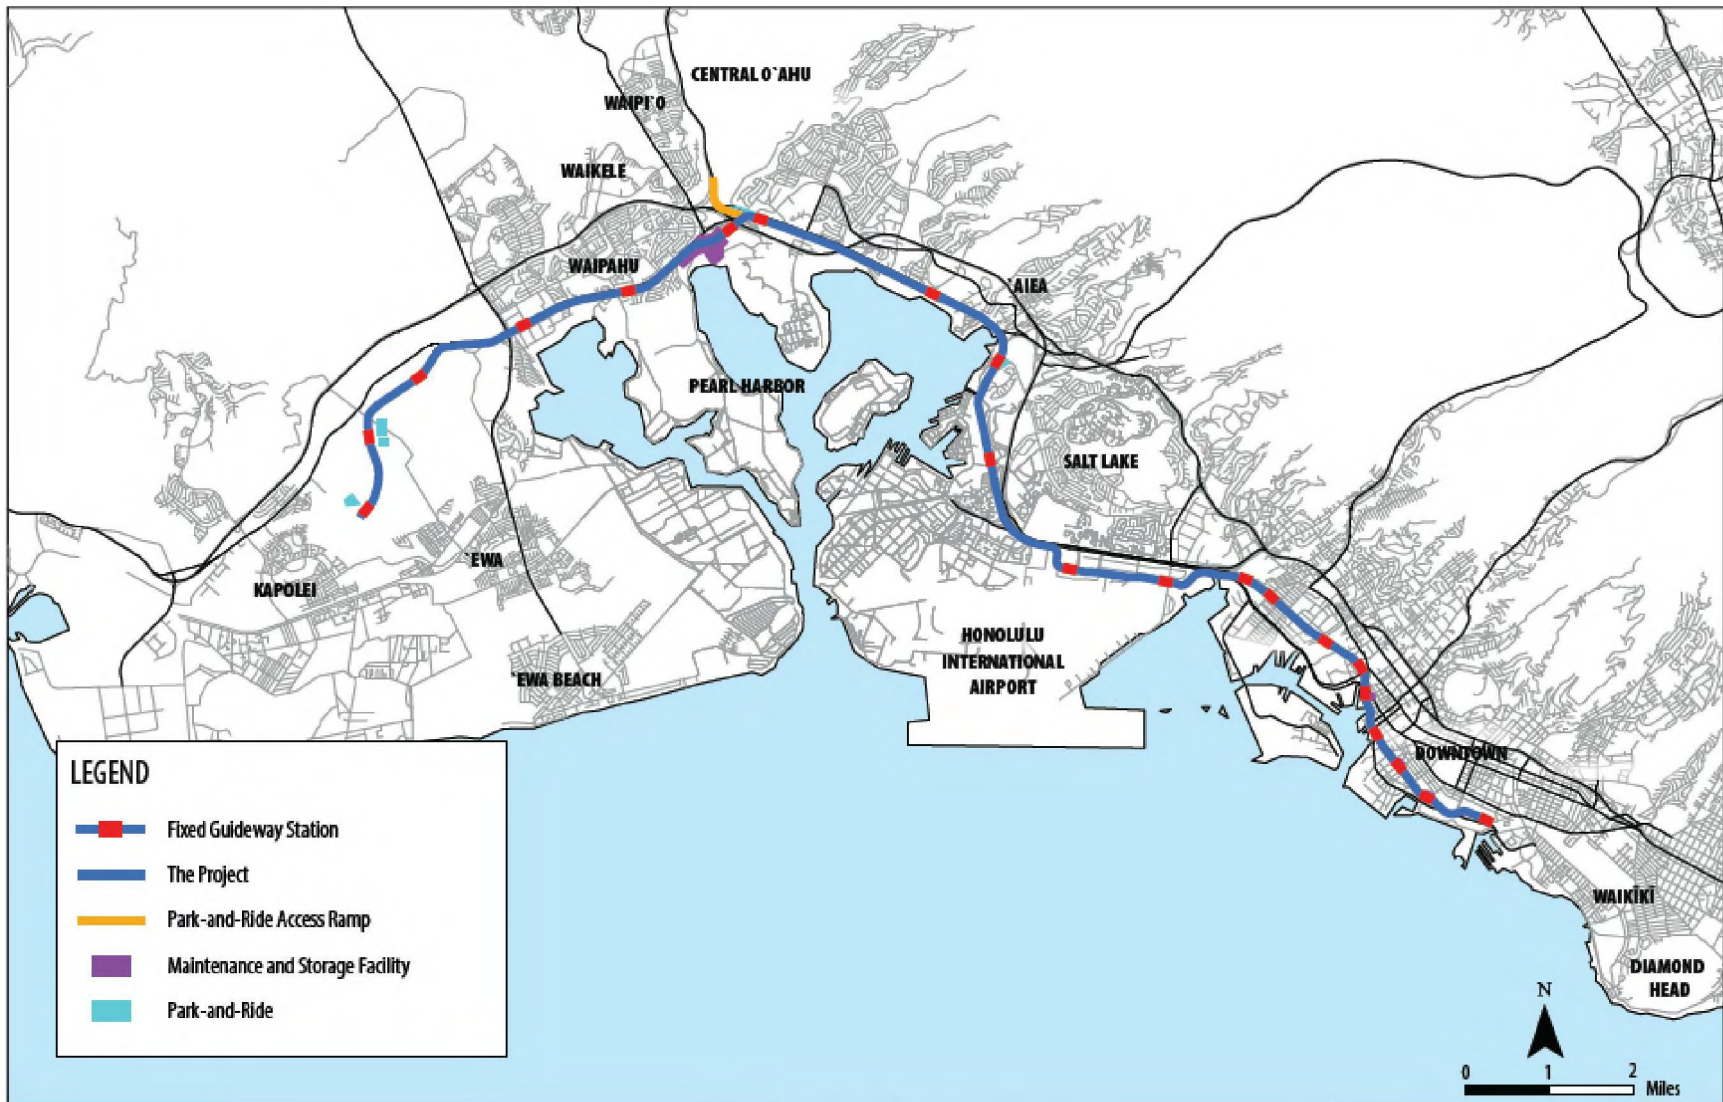 CENTRAL O`AHU
WAIPI`O
WAIKELE
WAIPAHU
`AIEA
PEARL HARBOR
SALT LAKE
`EWA
KAPOLEI
HONOLULU
INTERNATIONAL
AIRPORT
`EWA BEACH
DOWNTOWN
LEGEND
Fixed Guideway Station
The Project
Park-and-Ride Access Ramp
Maintenance and Storage Facility
Park-and-Ride
WAIKĪKĪ
DIAMOND
HEAD
N
0 1 2
Miles